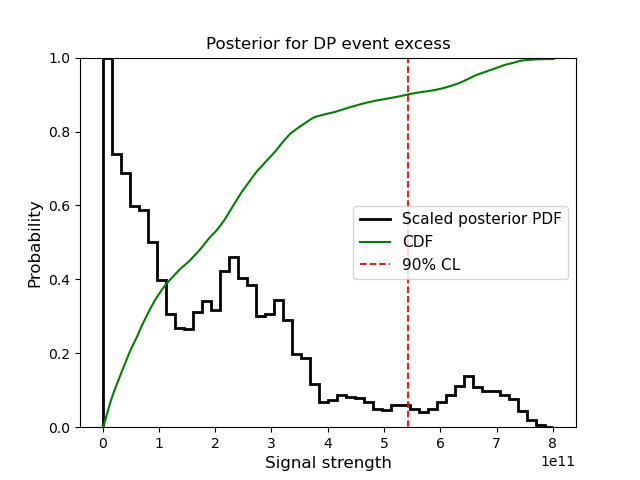 Posterior for DP event excess
1.0
0.8
0.6
0.4
0.2
0.0
Probability
Scaled posterior PDF
CDF
90% CL
0 1 2 3 4 5 6 7 8
1e11
Signal strength